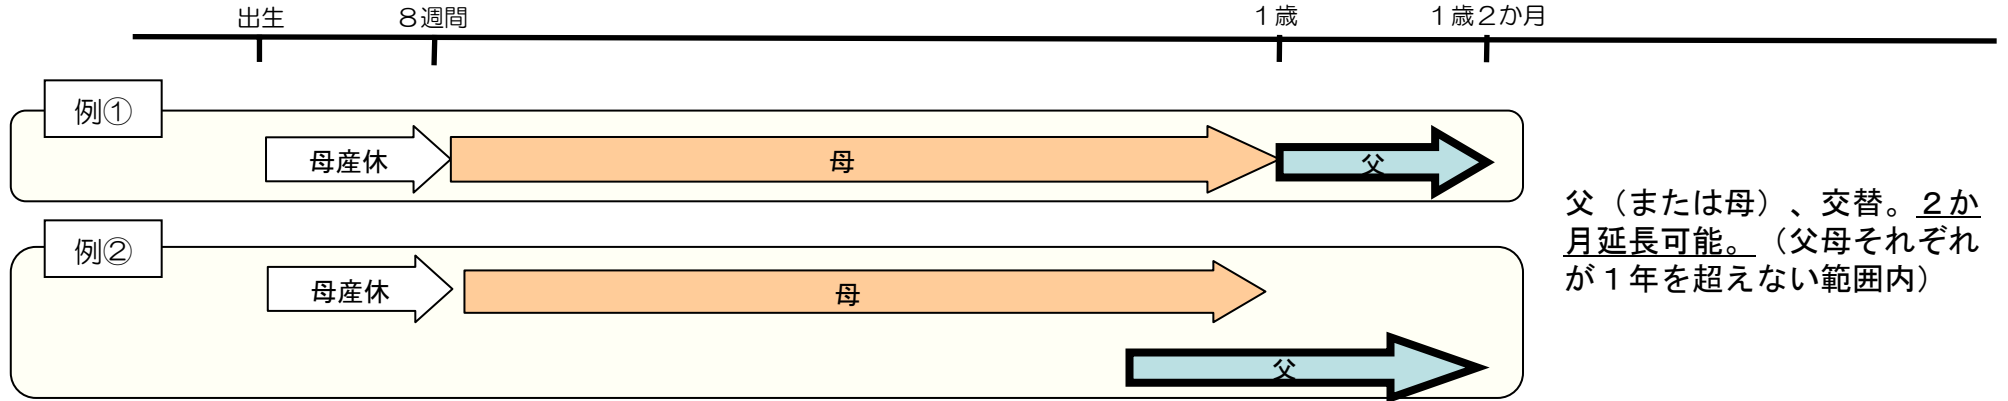 出生
８週間
１歳
１歳２か月
例①
母産休
母
父
父（または母）、交替。２か
月延長可能。（父母それぞれ
が１年を超えない範囲内）
例②
母産休
母
父